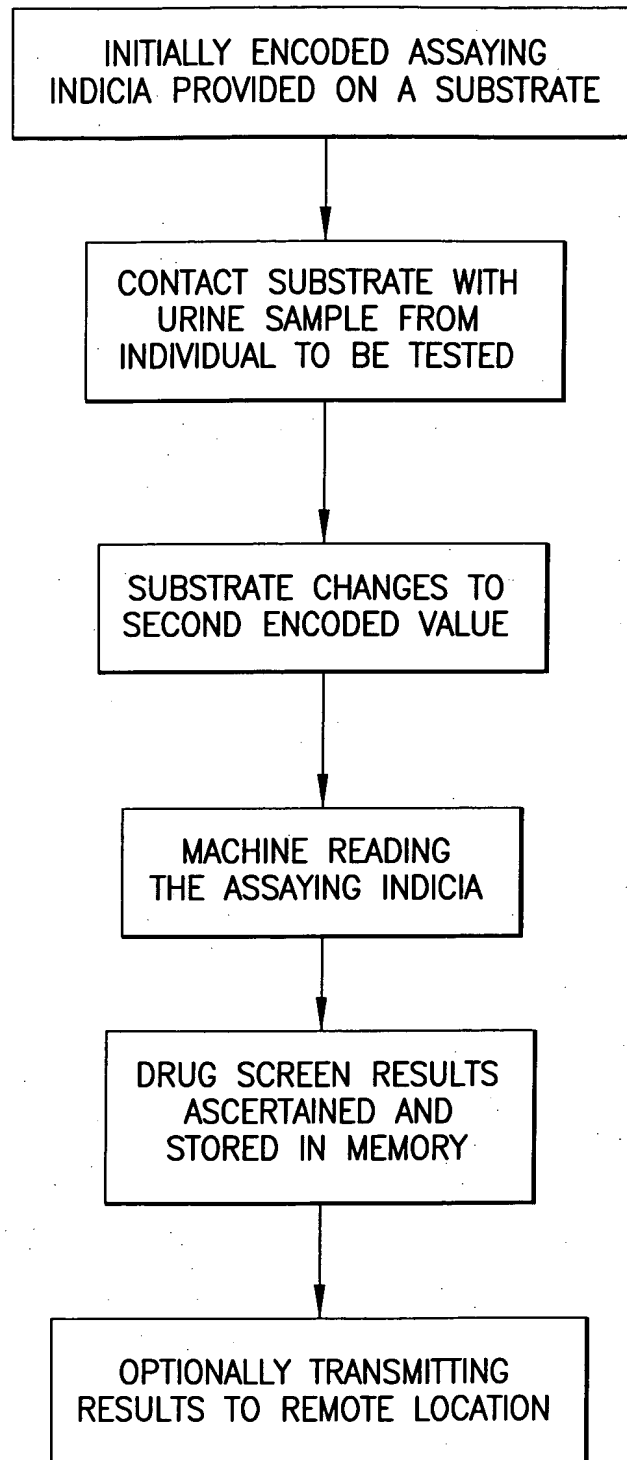 INITIALLY ENCODED ASSAYING
INDICIA PROVIDED ON A SUBSTRATE
CONTACT SUBSTRATE WITH
URINE SAMPLE FROM
INDIVIDUAL TO BE TESTED
SUBSTRATE CHANGES TO
SECOND ENCODED VALUE
MACHINE READING
THE ASSAYING INDICIA
DRUG SCREEN RESULTS
ASCERTAINED AND
STORED IN MEMORY
OPTIONALLY TRANSMITTING
RESULTS TO REMOTE LOCATION